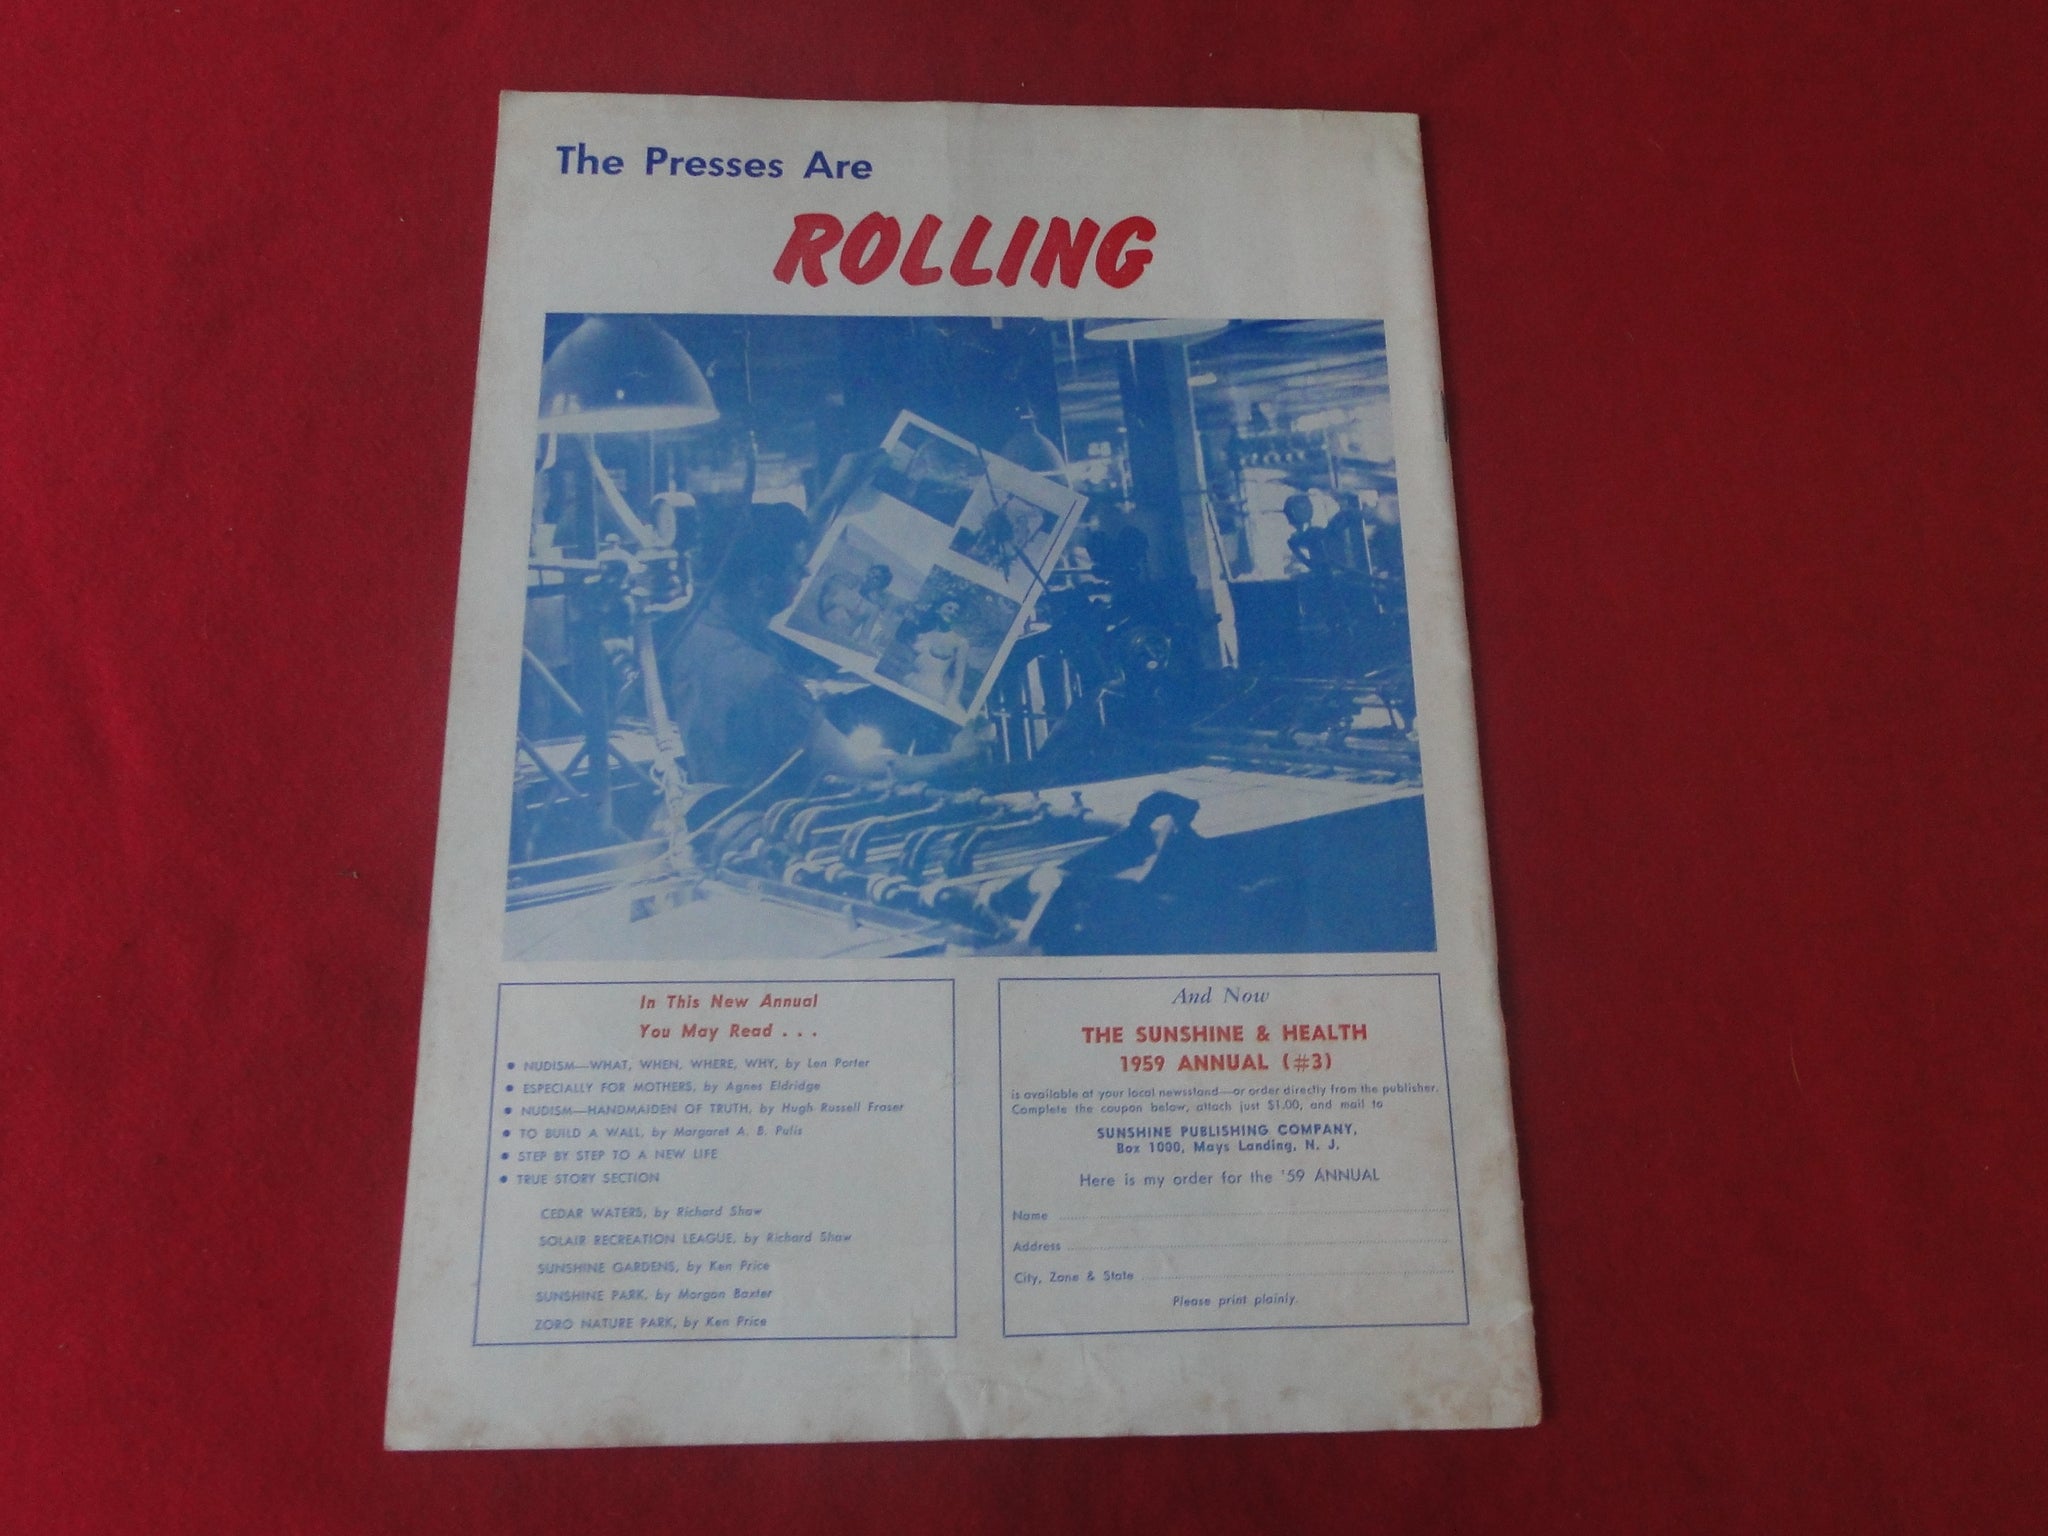 The Presses Are
ROLLING
In This New Annual
You May Read . . .
● NUDISM—WHAT, WHEN, WHERE, WHY, by Len Porter
● ESPECIALLY FOR MOTHERS, by Agnes Eldridge
● NUDISM—HANDMAIDEN OF TRUTH, by Hugh Russell Fraser
● TO BUILD A WALL, by Margaret A. B. Pulis
● STEP BY STEP TO A NEW LIFE
● TRUE STORY SECTION
CEDAR WATERS, by Richard Shaw
SOLAIR RECREATION LEAGUE, by Richard Shaw
SUNSHINE GARDENS, by Ken Price
SUNSHINE PARK, by Morgan Baxter
ZORO NATURE PARK, by Ken Price
And Now
THE SUNSHINE & HEALTH
1959 ANNUAL (#3)
is available at your local newsstand—or order directly from the publisher.
Complete the coupon below, attach just $1.00, and mail to
SUNSHINE PUBLISHING COMPANY,
Box 1000, Mays Landing, N. J.
Here is my order for the '59 ANNUAL
Name
Address
City, Zone & State
Please print plainly.